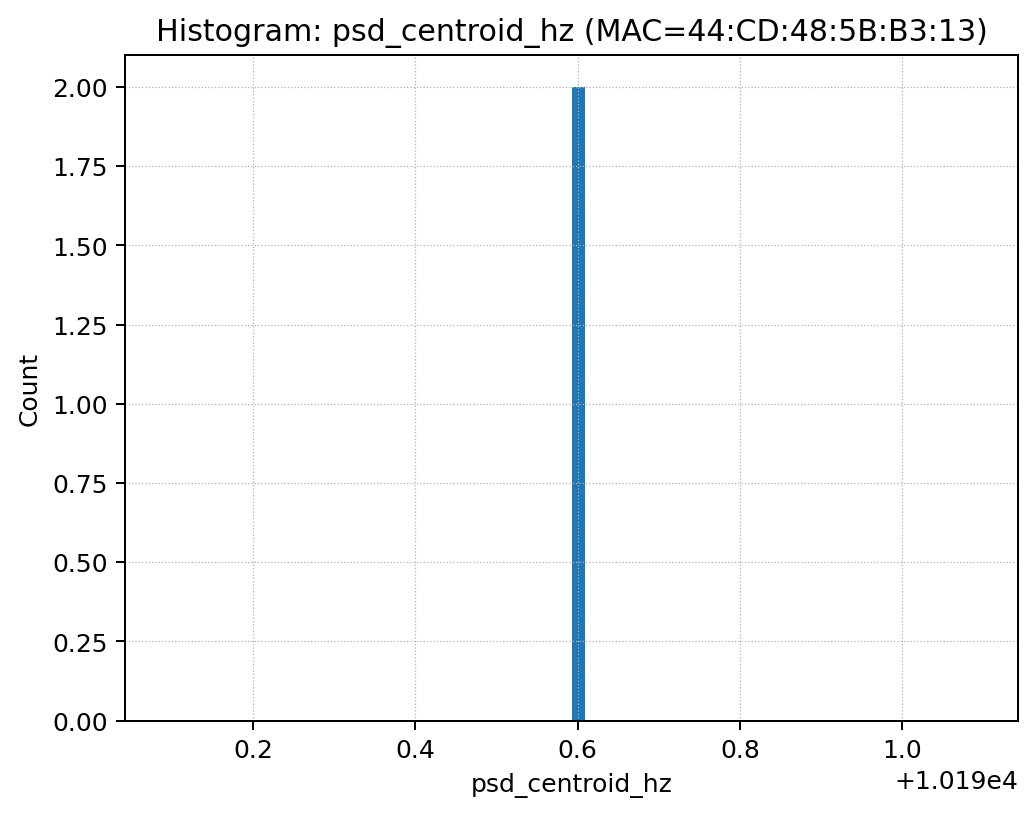 Histogram: psd_centroid_hz (MAC=44:CD:48:5B:B3:13)
2.00
1.75
1.50
1.25
1.00
0.75
0.50
0.25
0.00
Count
0.2 0.4 0.6 0.8 1.0
+1.019e4
psd_centroid_hz